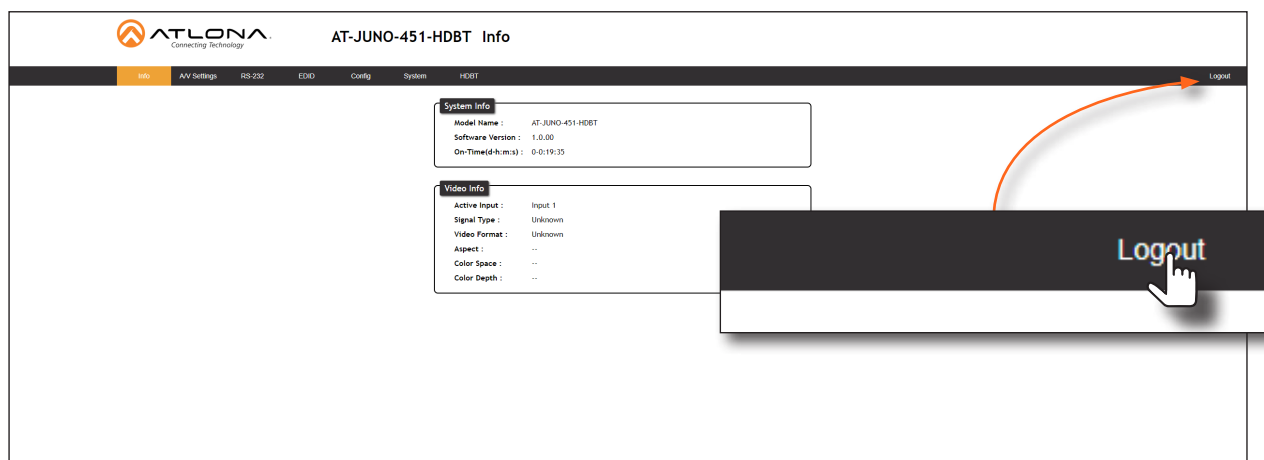 ATLONA.
Connecting Technology
AT-JUNO-451-HDBT Info
Info A/V Settings RS-232 EDID Config System HDBT Logout
System Info
Model Name : AT-JUNO-451-HDBT
Software Version : 1.0.00
On-Time(d-h:m:s) : 0-0:19:35
Video Info
Active Input : Input 1
Signal Type : Unknown
Video Format : Unknown
Aspect : --
Color Space : --
Color Depth : --
Logout